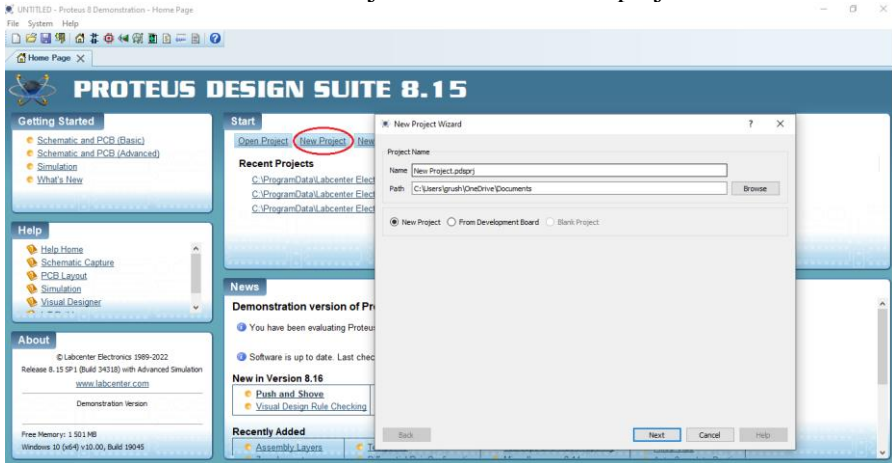 UNTITLED - Proteus 8 Demonstration - Home Page
File System Help
Home Page
PROTEUS DESIGN SUITE 8.15
Getting Started
Schematic and PCB (Basic)
Schematic and PCB (Advanced)
Simulation
What's New
Help
Help Home
Schematic Capture
PCB Layout
Simulation
Visual Designer
About
© Labcenter Electronics 1989-2022
Release 8.15 SP1 (Build 34318) with Advanced Simulation
www.labcenter.com
Demonstration Version
Free Memory: 1 501 MB
Windows 10 (x64) v10.00, Build 19045
Start
Open Project New Project New
Recent Projects
C:\ProgramData\Labcenter Elect
C:\ProgramData\Labcenter Elect
C:\ProgramData\Labcenter Elect
News
Demonstration version of Pr
You have been evaluating Proteu
Software is up to date. Last chec
New in Version 8.16
Push and Shove
Visual Design Rule Checking
Recently Added
Assembly Layers
New Project Wizard
Project Name
Name New Project.pdsprj
Path C:\Users\grush\OneDrive\Documents Browse
New Project From Development Board Blank Project
Back Next Cancel Help